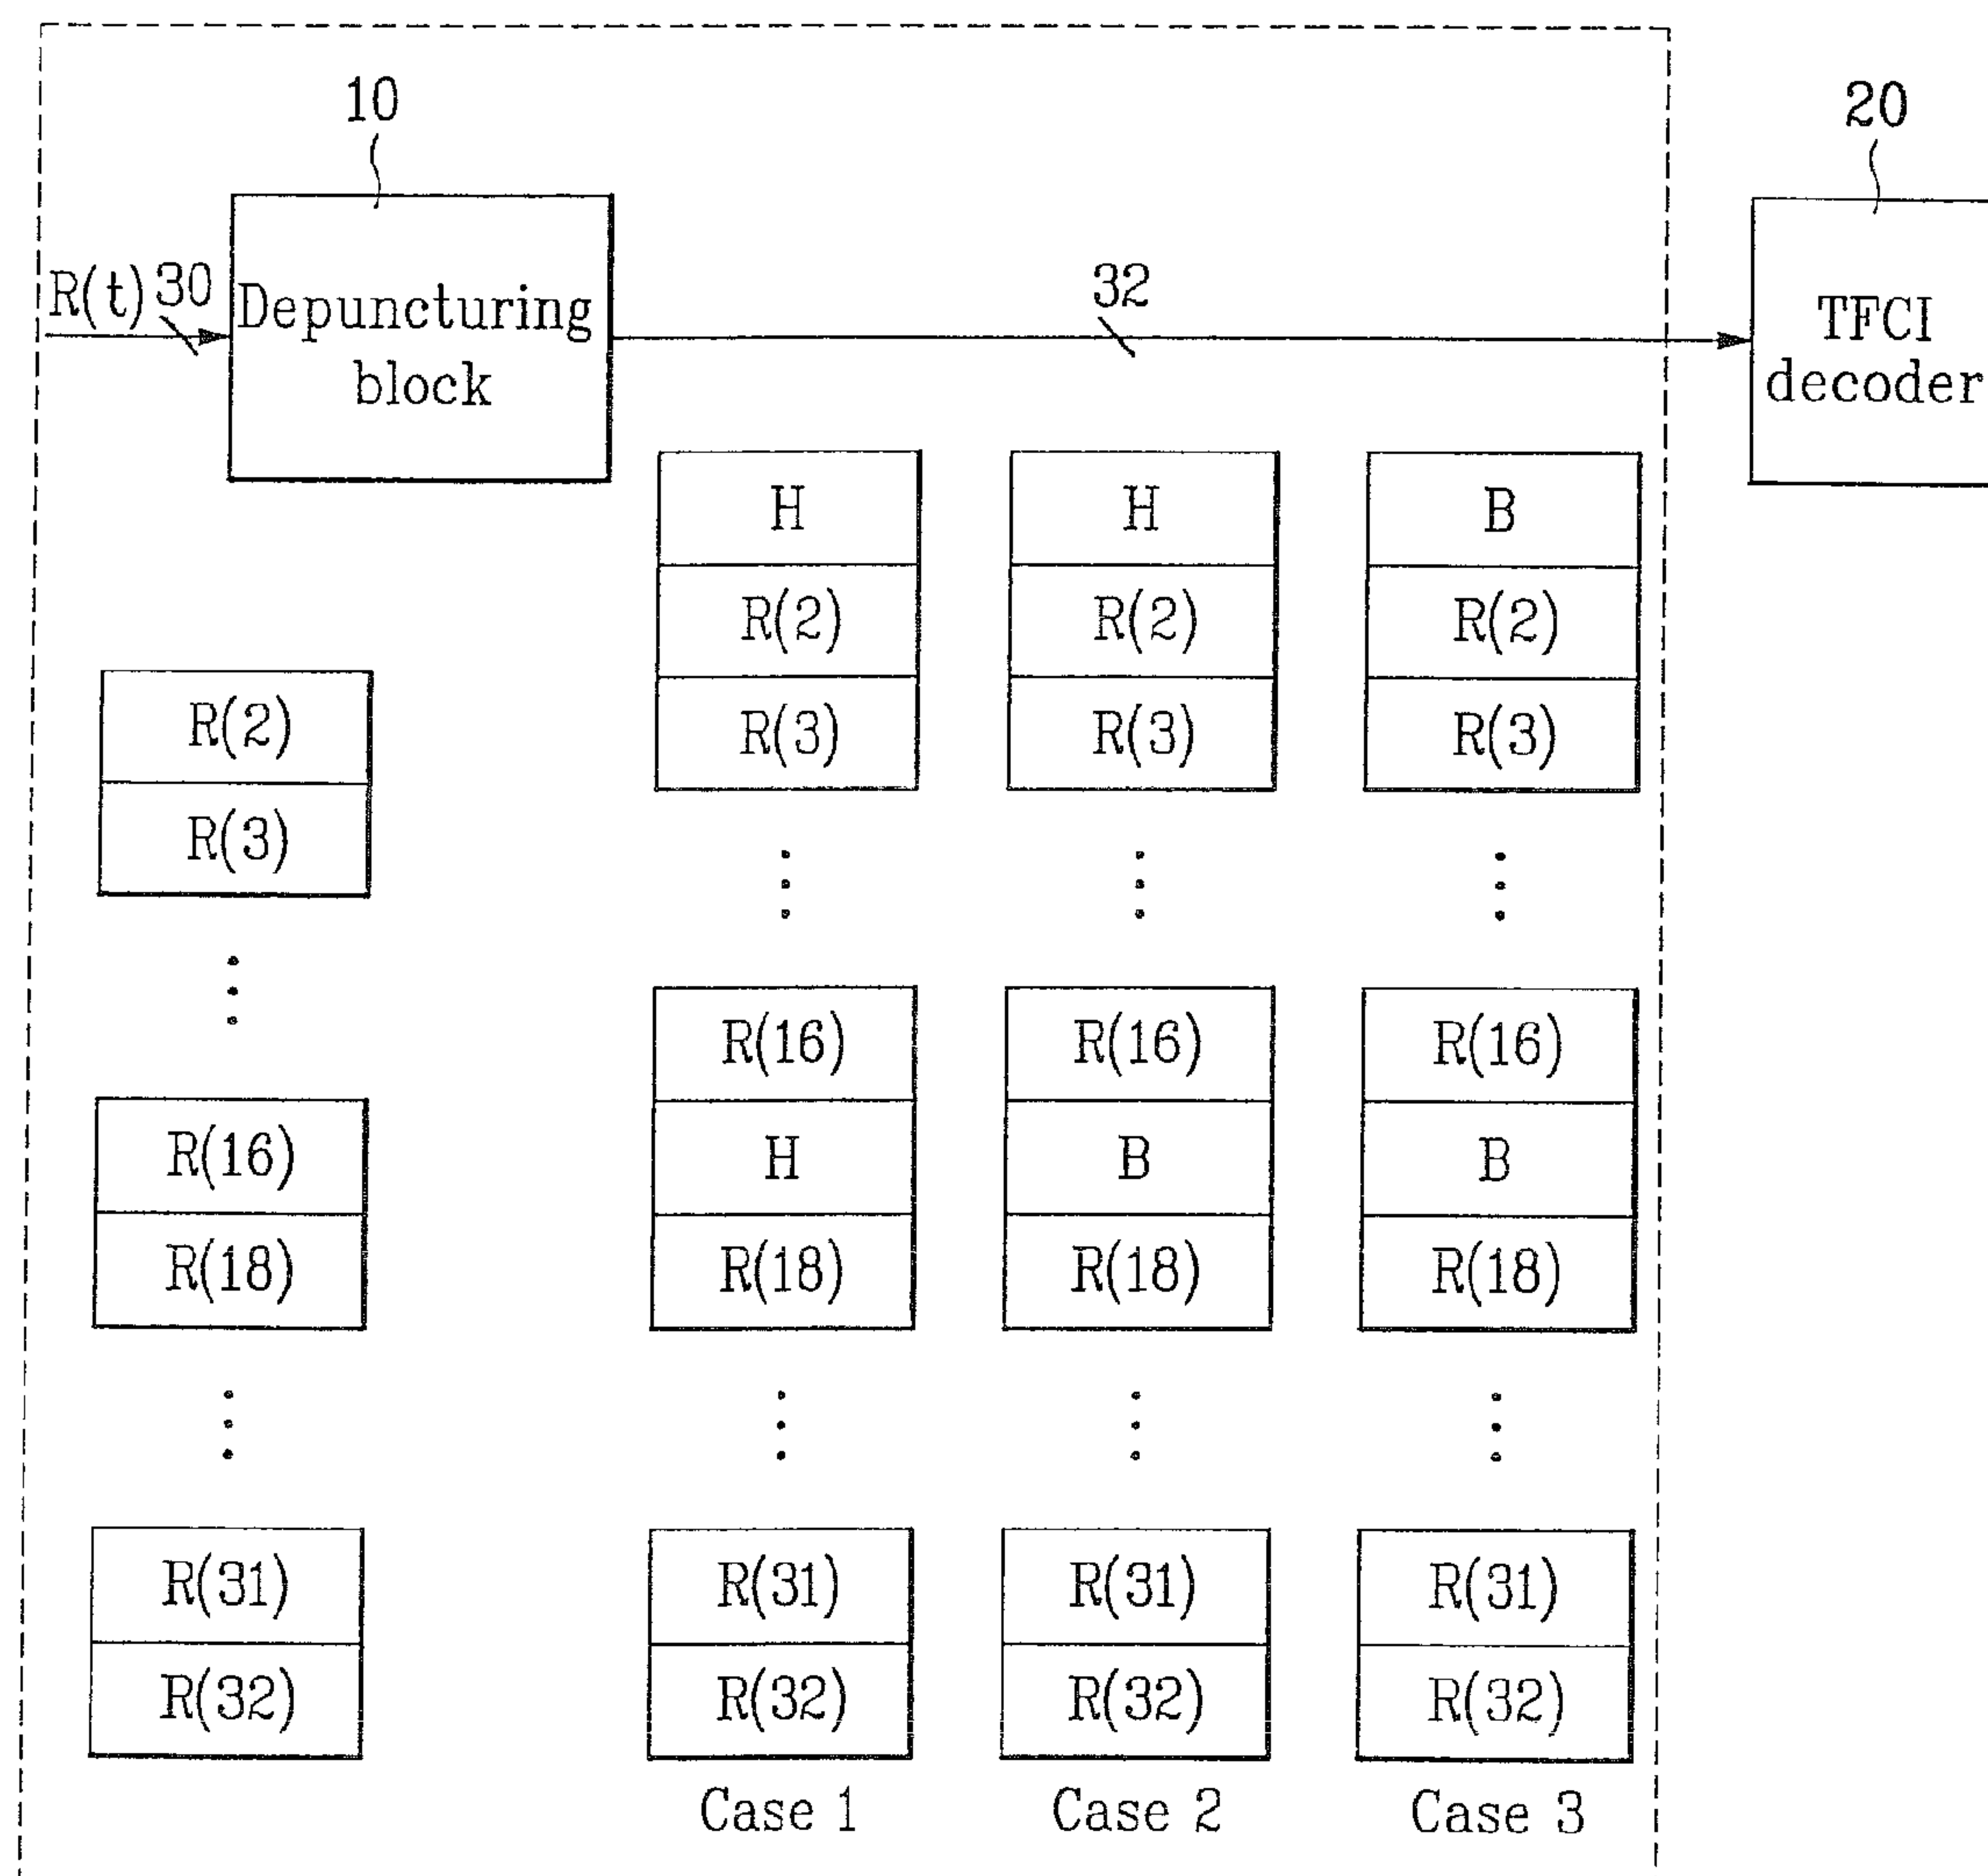 10
20
R(t) 30
Depuncturing
block
32
TFCI
decoder
R(2)
R(3)
R(16)
R(18)
R(31)
R(32)
H
R(2)
R(3)
R(16)
H
R(18)
R(31)
R(32)
Case 1
H
R(2)
R(3)
R(16)
B
R(18)
R(31)
R(32)
Case 2
B
R(2)
R(3)
R(16)
B
R(18)
R(31)
R(32)
Case 3